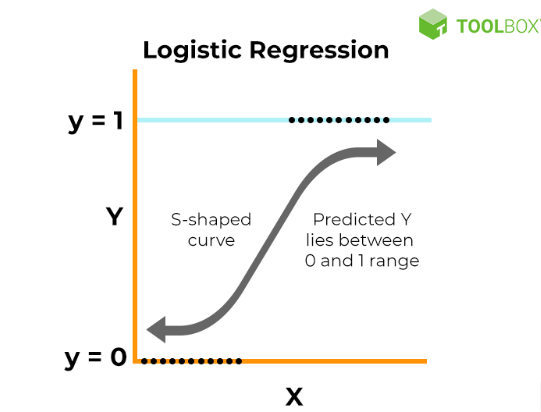 TOOLBOX
Logistic Regression
y = 1
Y
S-shaped
curve
Predicted Y
lies between
0 and 1 range
y = 0
X